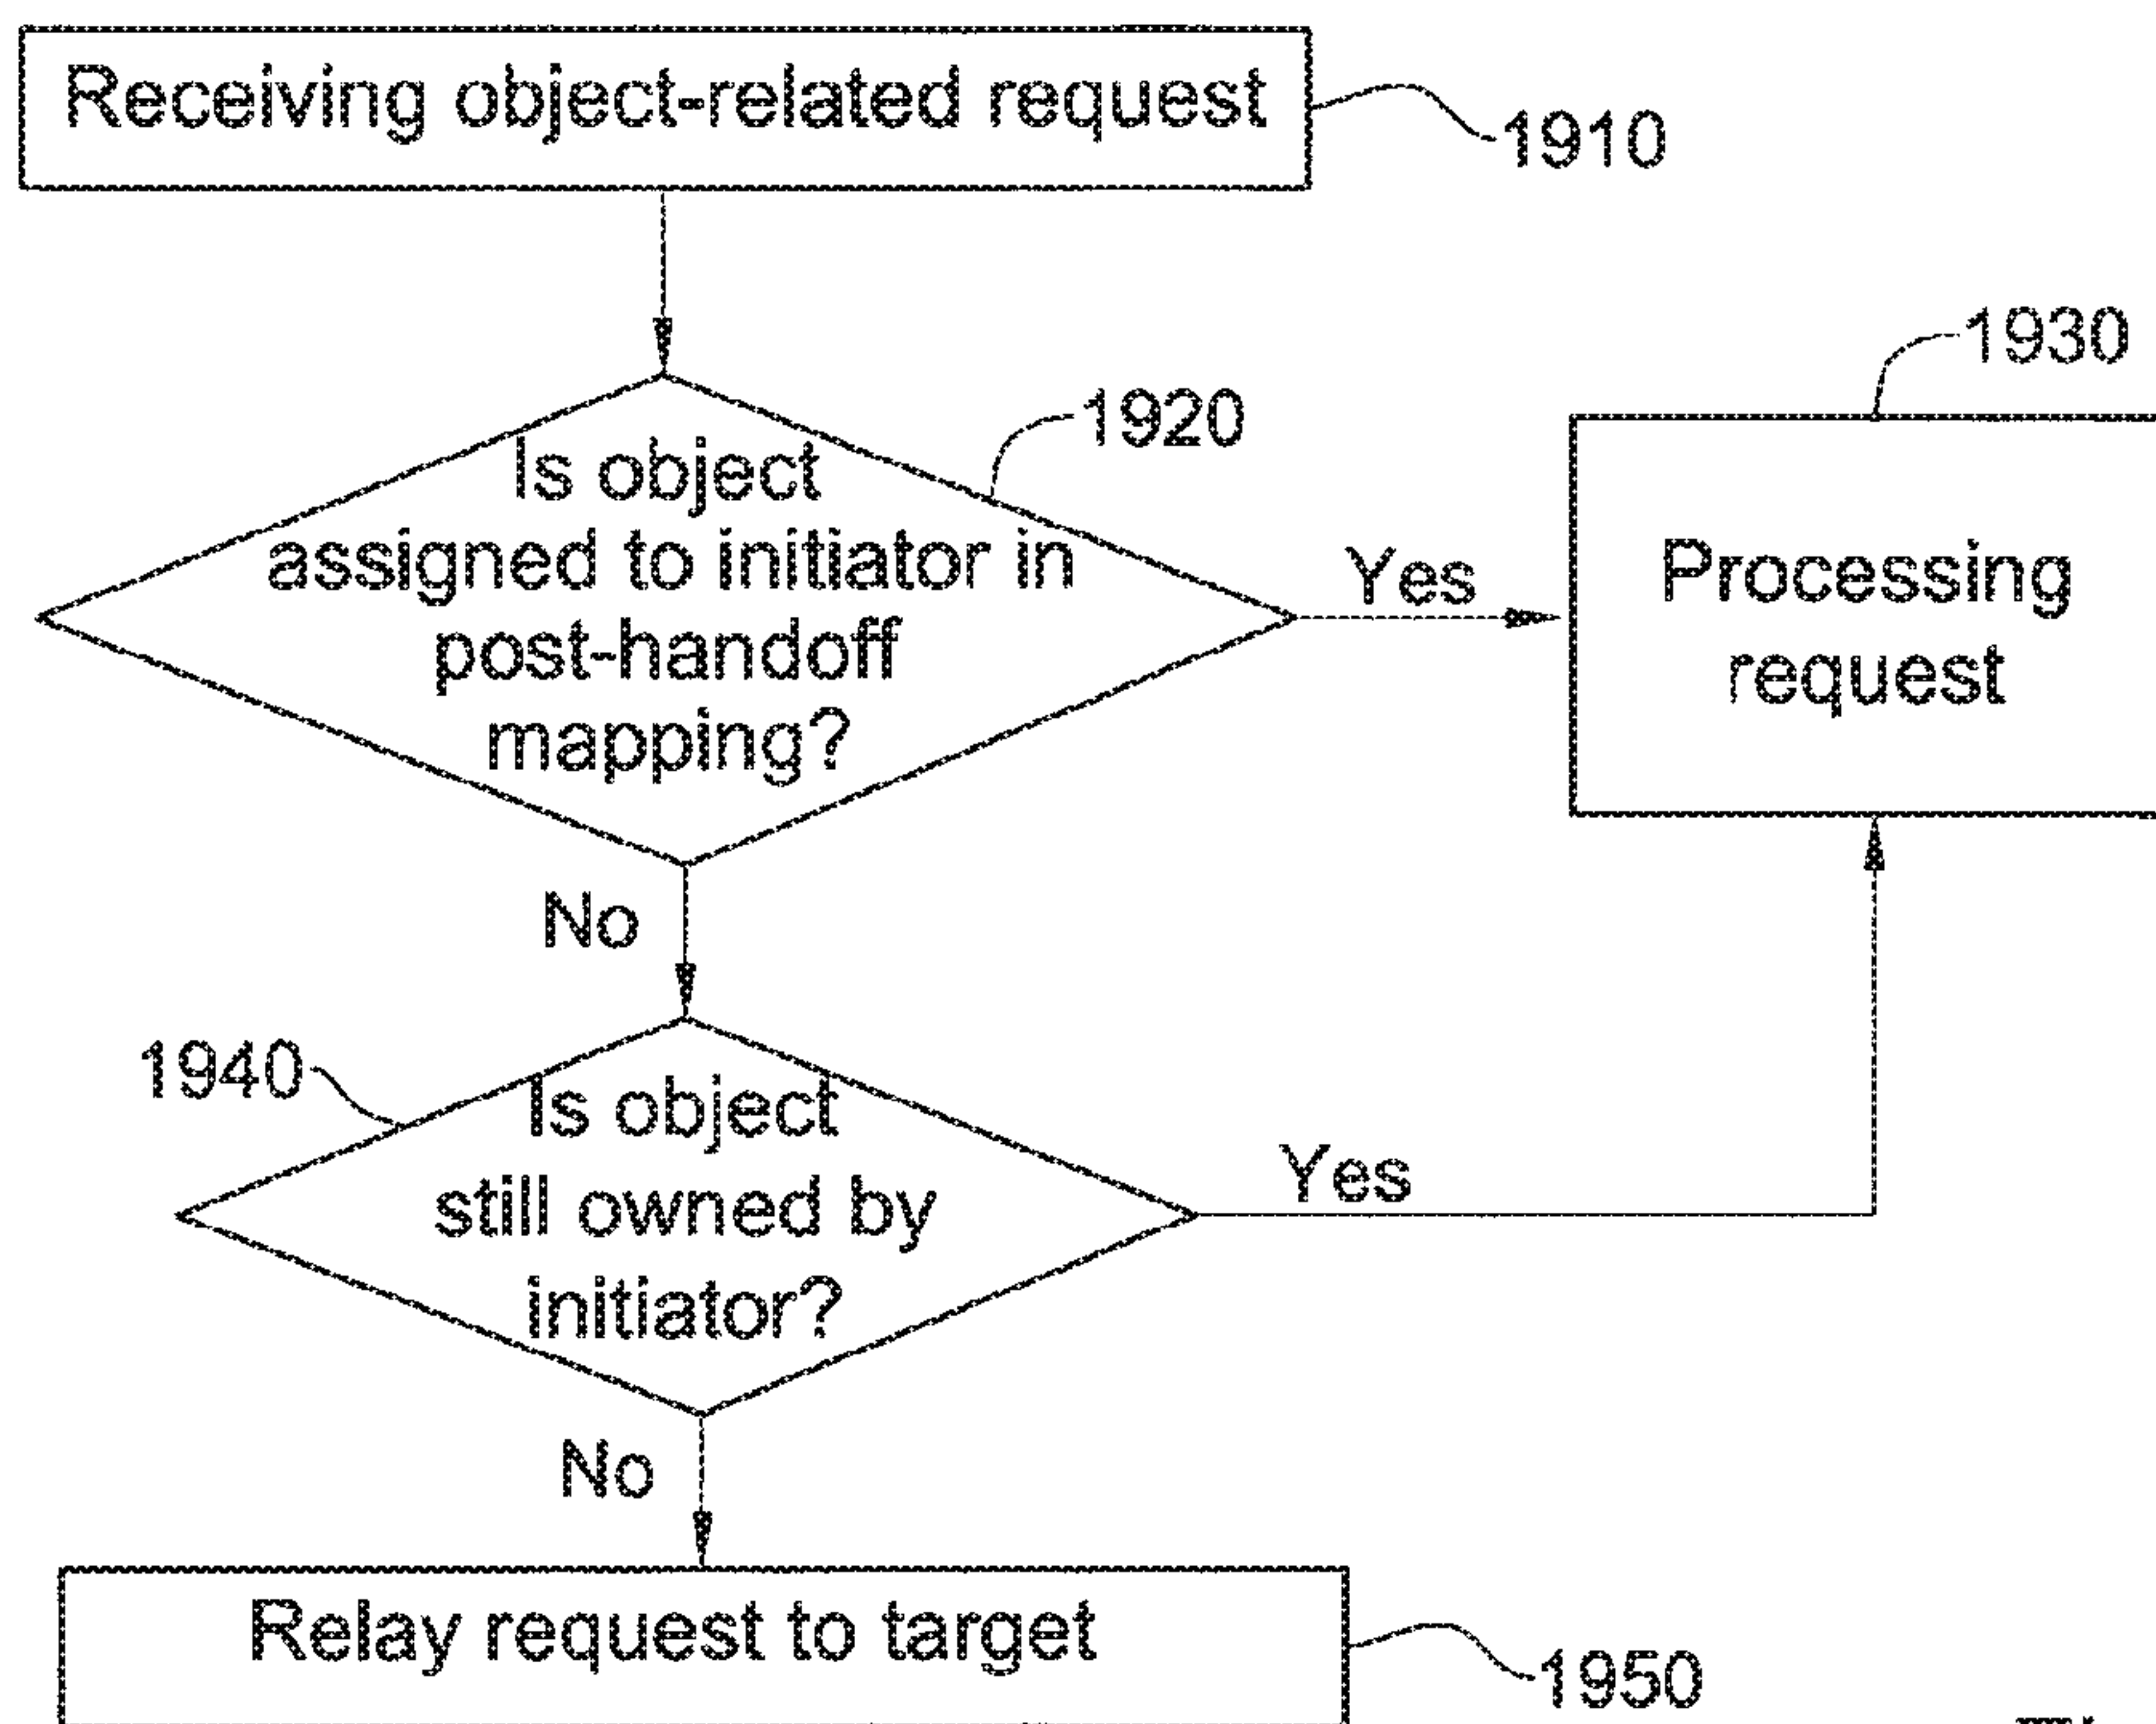 Receiving object-related request
1910
1930
1920
Is object
assigned to initiator in
post-handoff
mapping?
Yes
Processing
request
No
1940
Is object
still owned by
initiator?
Yes
No
Relay request to target
1950